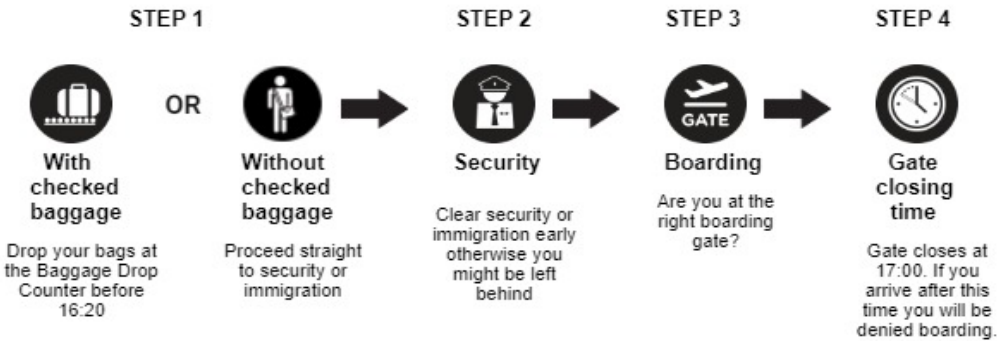 STEP 1
STEP 2
STEP 3
STEP 4
OR
GATE
With
checked
baggage
Drop your bags at
the Baggage Drop
Counter before
16:20
Without
checked
baggage
Proceed straight
to security or
immigration
Security
Clear security or
immigration early
otherwise you
might be left
behind
Boarding
Are you at the
right boarding
gate?
Gate
closing
time
Gate closes at
17:00. If you
arrive after this
time you will be
denied boarding.